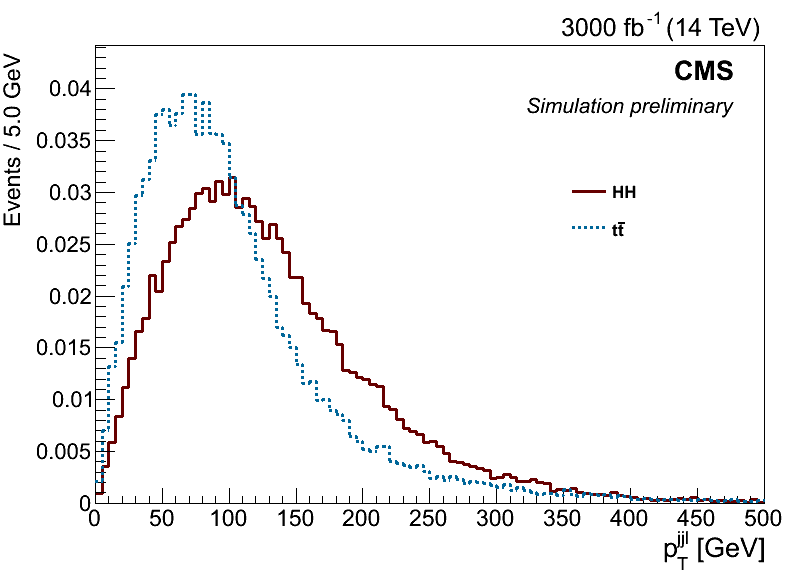 3000 fb⁻¹ (14 TeV)
CMS
Simulation preliminary
Events / 5.0 GeV
0.04
0.035
0.03
0.025
0.02
0.015
0.01
0.005
0
HH
tt̄
0 50 100 150 200 250 300 350 400 450 500
p_T^jjl [GeV]